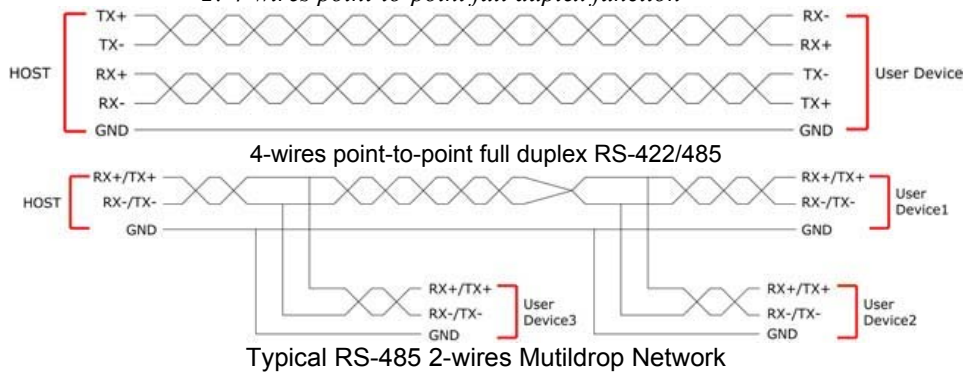 2. 4-wires point-to-point full duplex function
TX+ RX-
TX- RX+
HOST RX+ TX- User Device
RX- TX+
GND GND
4-wires point-to-point full duplex RS-422/485
RX+/TX+ RX+/TX+
HOST RX-/TX- RX-/TX- User Device1
GND GND
RX+/TX+ RX+/TX+
RX-/TX- User Device3 RX-/TX- User Device2
GND GND
Typical RS-485 2-wires Mutildrop Network